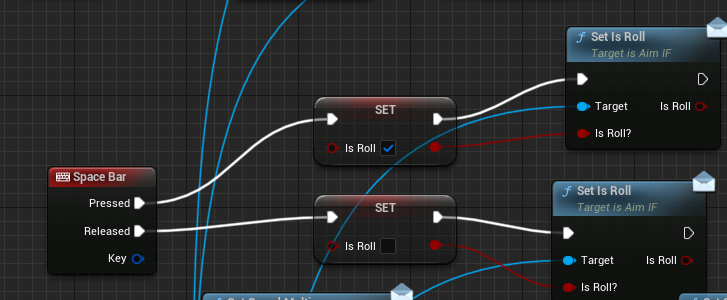 Set Is Roll
Target is Aim IF
Target
Is Roll
Is Roll?
SET
Is Roll
Space Bar
Pressed
Released
Key
SET
Is Roll
Set Is Roll
Target is Aim IF
Target
Is Roll
Is Roll?